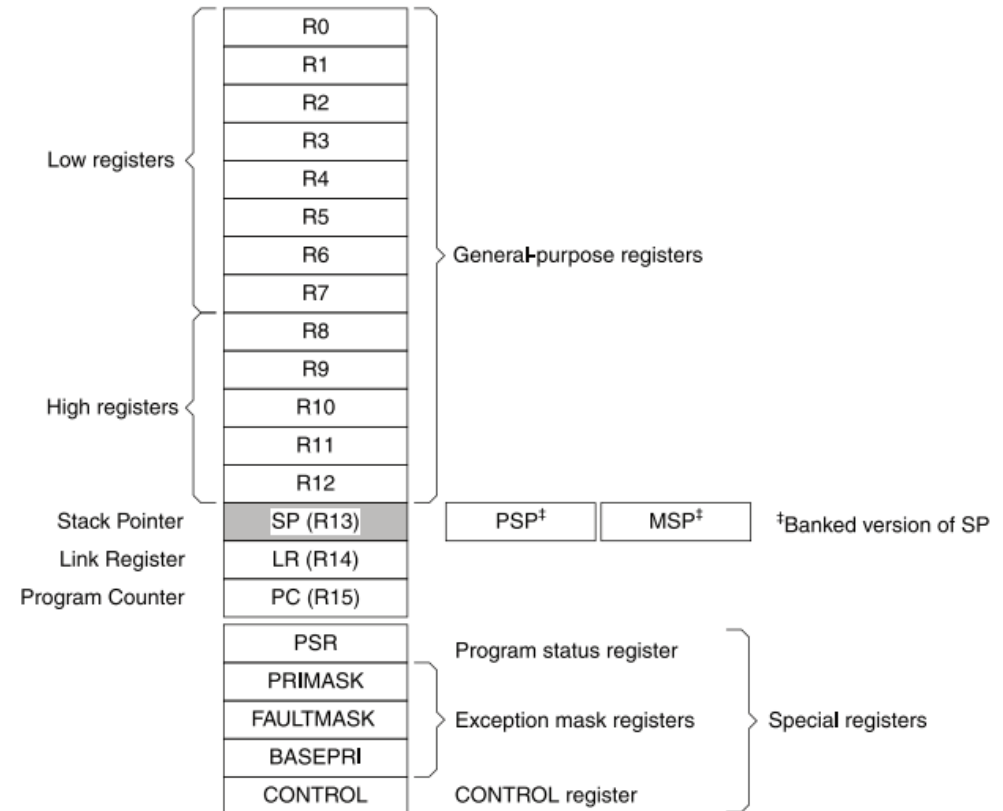 R0
R1
R2
R3
Low registers
R4
R5
R6
General-purpose registers
R7
R8
R9
High registers
R10
R11
R12
Stack Pointer SP (R13) PSP‡ MSP‡ ‡Banked version of SP
Link Register LR (R14)
Program Counter PC (R15)
PSR Program status register
PRIMASK
FAULTMASK Exception mask registers Special registers
BASEPRI
CONTROL CONTROL register